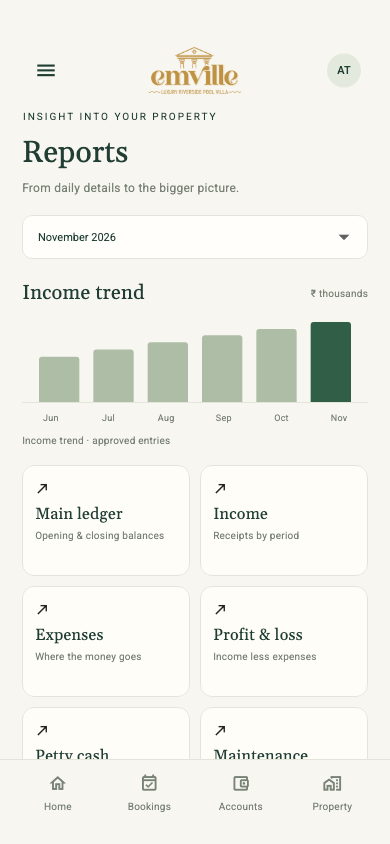 emville
LUXURY RIVERSIDE POOL VILLA
AT
INSIGHT INTO YOUR PROPERTY
Reports
From daily details to the bigger picture.
November 2026
Income trend
₹ thousands
Jun Jul Aug Sep Oct Nov
Income trend · approved entries
Main ledger
Opening & closing balances
Income
Receipts by period
Expenses
Where the money goes
Profit & loss
Income less expenses
Petty cash
Maintenance
Home Bookings Accounts Property